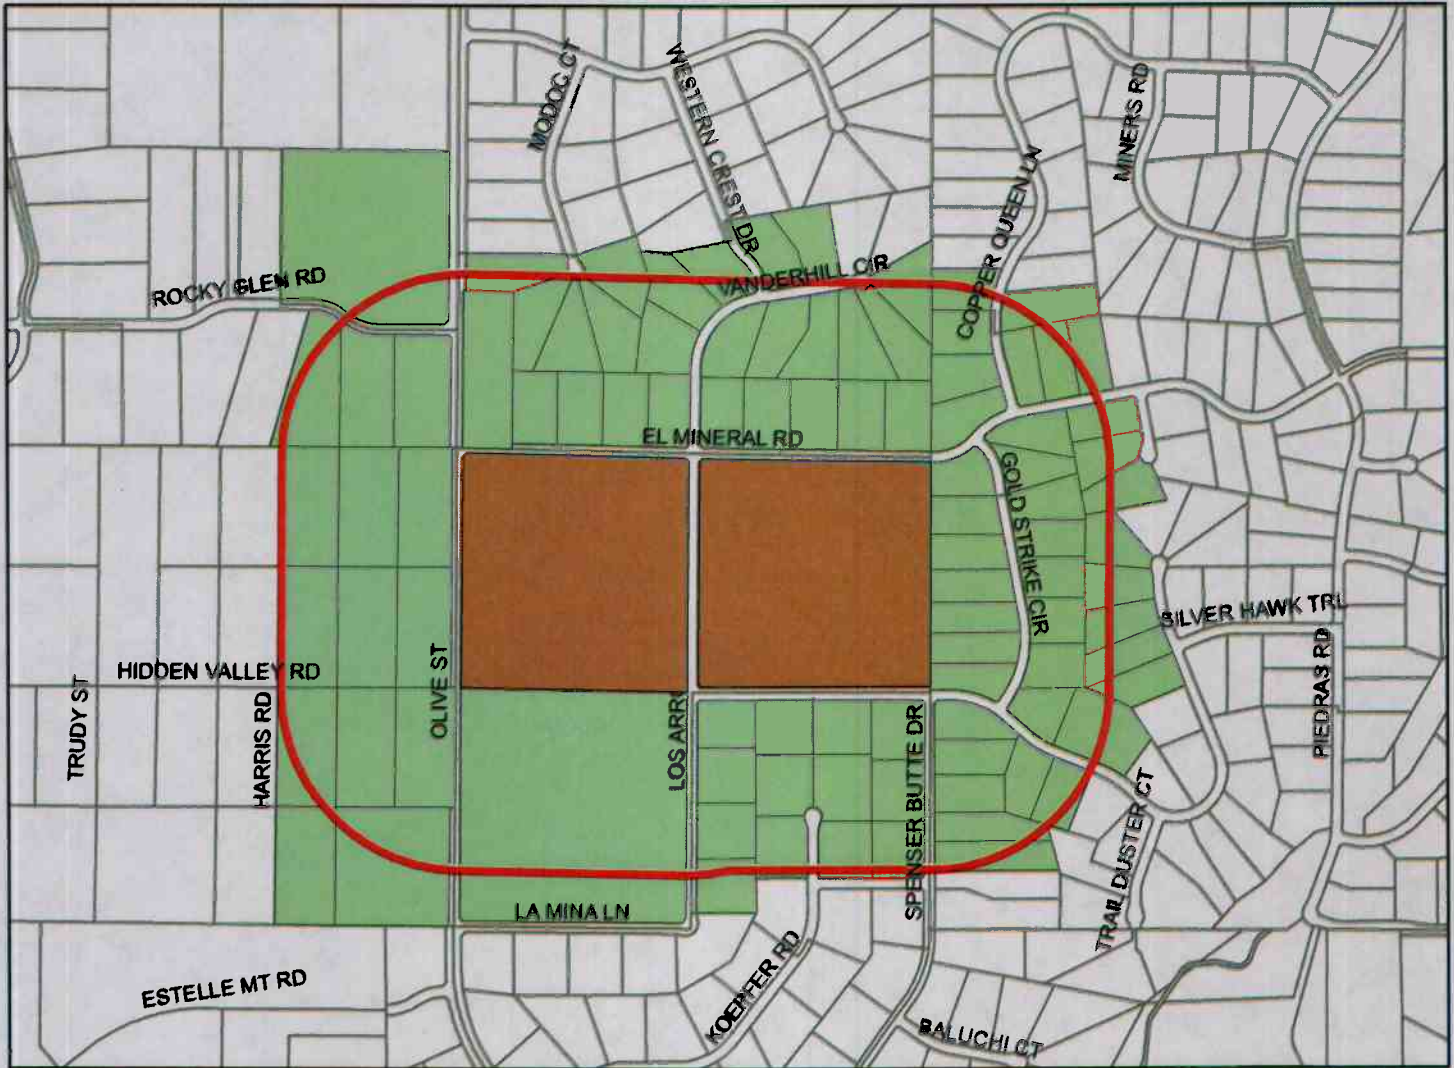 MODOC CT
WESTERN CREST DR
MINERS RD
COPPER QUEEN LN
ROCKY GLEN RD
VANDERHILL CIR
EL MINERAL RD
GOLD STRIKE CIR
SILVER HAWK TRL
HIDDEN VALLEY RD
OLIVE ST
TRUDY ST
HARRIS RD
LOS ARR
SPENSER BUTTE DR
PIEDRAS RD
TRAIL DUSTER CT
LA MINA LN
KOEPFER RD
ESTELLE MT RD
BALUCHI CT